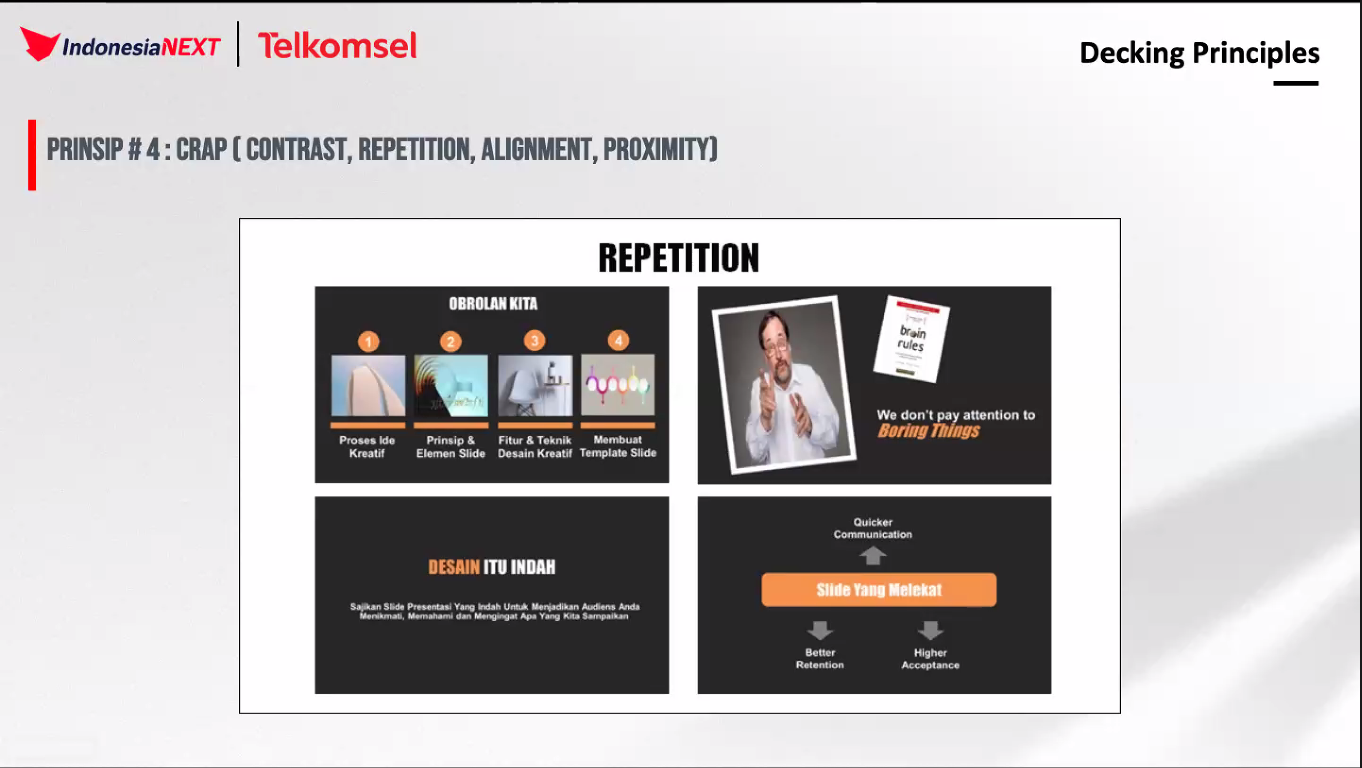 IndonesiaNEXT
Telkomsel
Decking Principles
PRINSIP # 4 : CRAP ( CONTRAST, REPETITION, ALIGNMENT, PROXIMITY)
REPETITION
OBROLAN KITA
1
2
3
4
Proses Ide
Kreatif
Prinsip &
Elemen Slide
Fitur & Teknik
Desain Kreatif
Membuat
Template Slide
brain
rules
We don't pay attention to
Boring Things
DESAIN ITU INDAH
Sajikan Slide Presentasi Yang Indah Untuk Menjadikan Audiens Anda
Menikmati, Memahami dan Mengingat Apa Yang Kita Sampaikan
Quicker
Communication
Slide Yang Melekat
Better
Retention
Higher
Acceptance